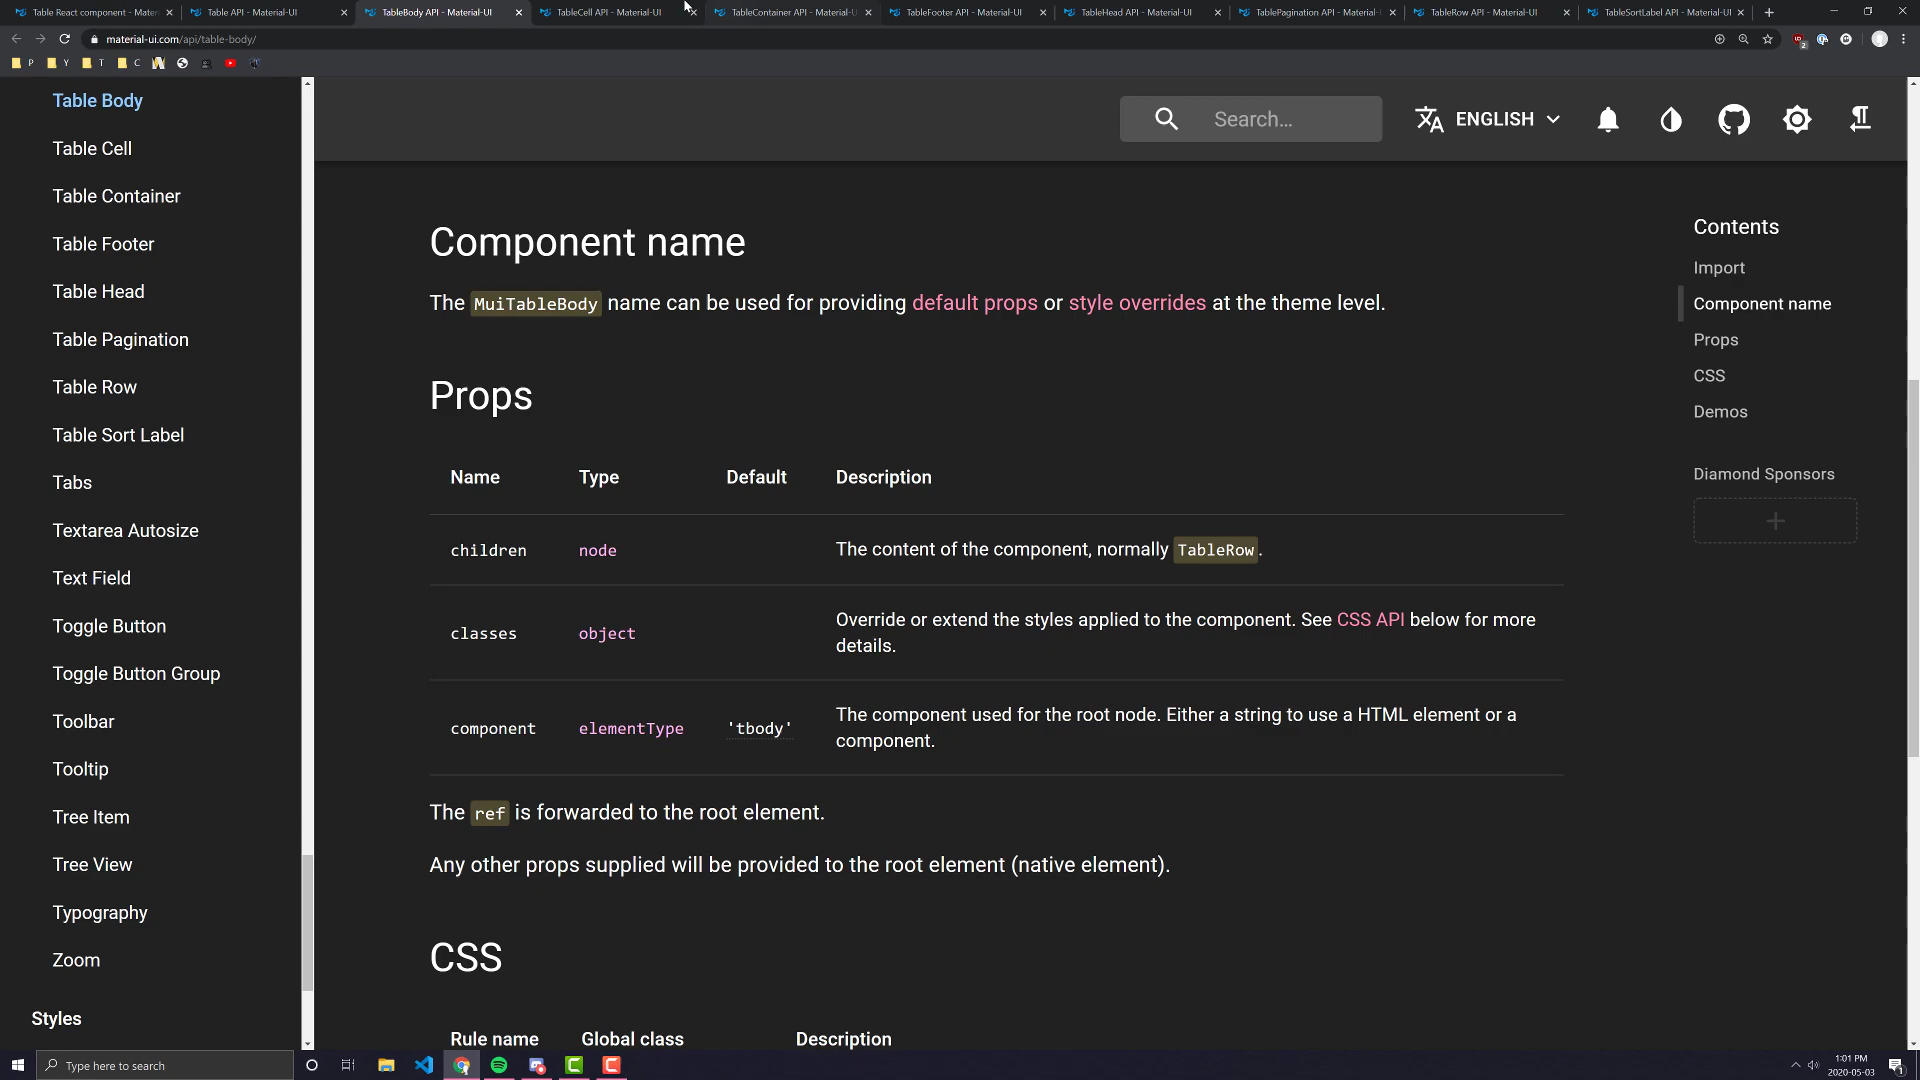 Table React component - Mater
Table API - Material-UI
TableBody API - Material-UI
TableCell API - Material-UI
TableContainer API - Material-U
TableFooter API - Material-UI
TableHead API - Material-UI
TablePagination API - Material-
TableRow API - Material-UI
TableSortLabel API - Material-UI
material-ui.com/api/table-body/
P
Y
T
C
Table Body
Table Cell
Table Container
Table Footer
Table Head
Table Pagination
Table Row
Table Sort Label
Tabs
Textarea Autosize
Text Field
Toggle Button
Toggle Button Group
Toolbar
Tooltip
Tree Item
Tree View
Typography
Zoom
Styles
Search…
ENGLISH
Component name
The MuiTableBody name can be used for providing default props or style overrides at the theme level.
Props
Name Type Default Description
children node The content of the component, normally TableRow.
classes object Override or extend the styles applied to the component. See CSS API below for more
details.
component elementType 'tbody' The component used for the root node. Either a string to use a HTML element or a
component.
The ref is forwarded to the root element.
Any other props supplied will be provided to the root element (native element).
CSS
Rule name Global class Description
Contents
Import
Component name
Props
CSS
Demos
Diamond Sponsors
Type here to search
1:01 PM
2020-05-03